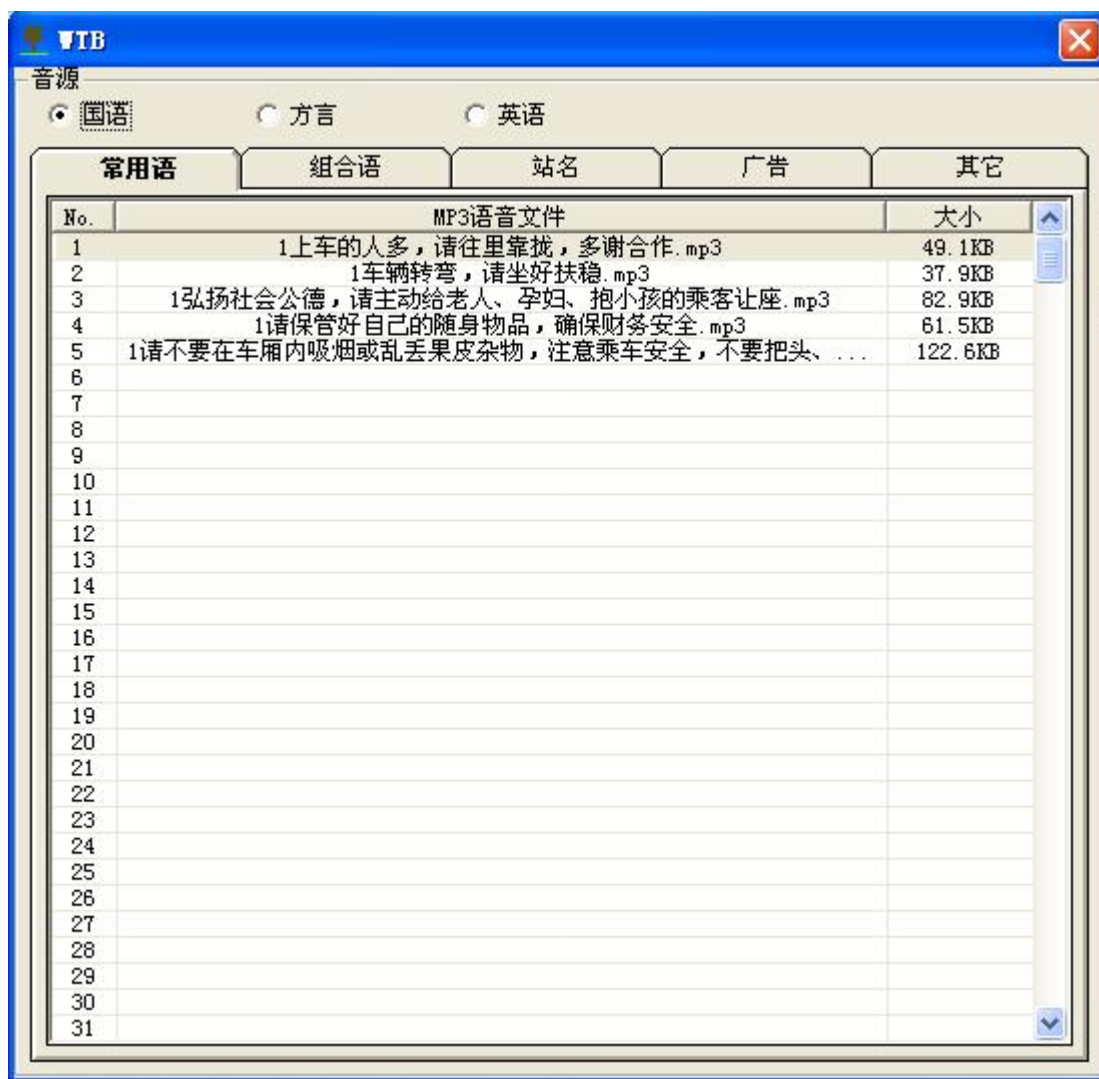 WTB
音源
国语 方言 英语
常用语 组合语 站名 广告 其它
No. MP3语音文件 大小
1 1上车的人多，请往里靠拢，多谢合作.mp3 49.1KB
2 1车辆转弯，请坐好扶稳.mp3 37.9KB
3 1弘扬社会公德，请主动给老人、孕妇、抱小孩的乘客让座.mp3 82.9KB
4 1请保管好自己的随身物品，确保财务安全.mp3 61.5KB
5 1请不要在车厢内吸烟或乱丢果皮杂物，注意乘车安全，不要把头、... 122.6KB
6
7
8
9
10
11
12
13
14
15
16
17
18
19
20
21
22
23
24
25
26
27
28
29
30
31